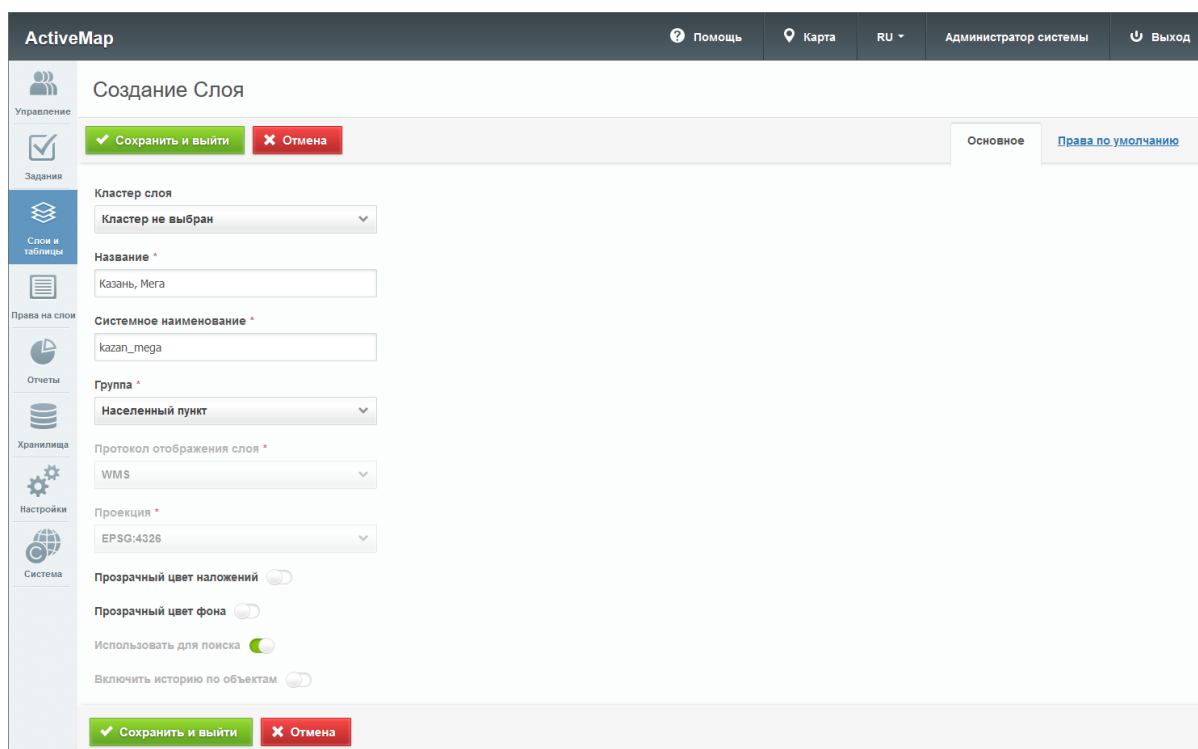 ActiveMap
Помощь
Карта
RU
Администратор системы
Выход
Управление
Задания
Слои и
таблицы
Права на слои
Отчеты
Хранилища
Настройки
Система
Создание Слоя
Сохранить и выйти
Отмена
Основное
Права по умолчанию
Кластер слоя
Кластер не выбран
Название *
Казань, Мега
Системное наименование *
kazan_mega
Группа *
Населенный пункт
Протокол отображения слоя *
WMS
Проекция *
EPSG:4326
Прозрачный цвет наложений
Прозрачный цвет фона
Использовать для поиска
Включить историю по объектам
Сохранить и выйти
Отмена